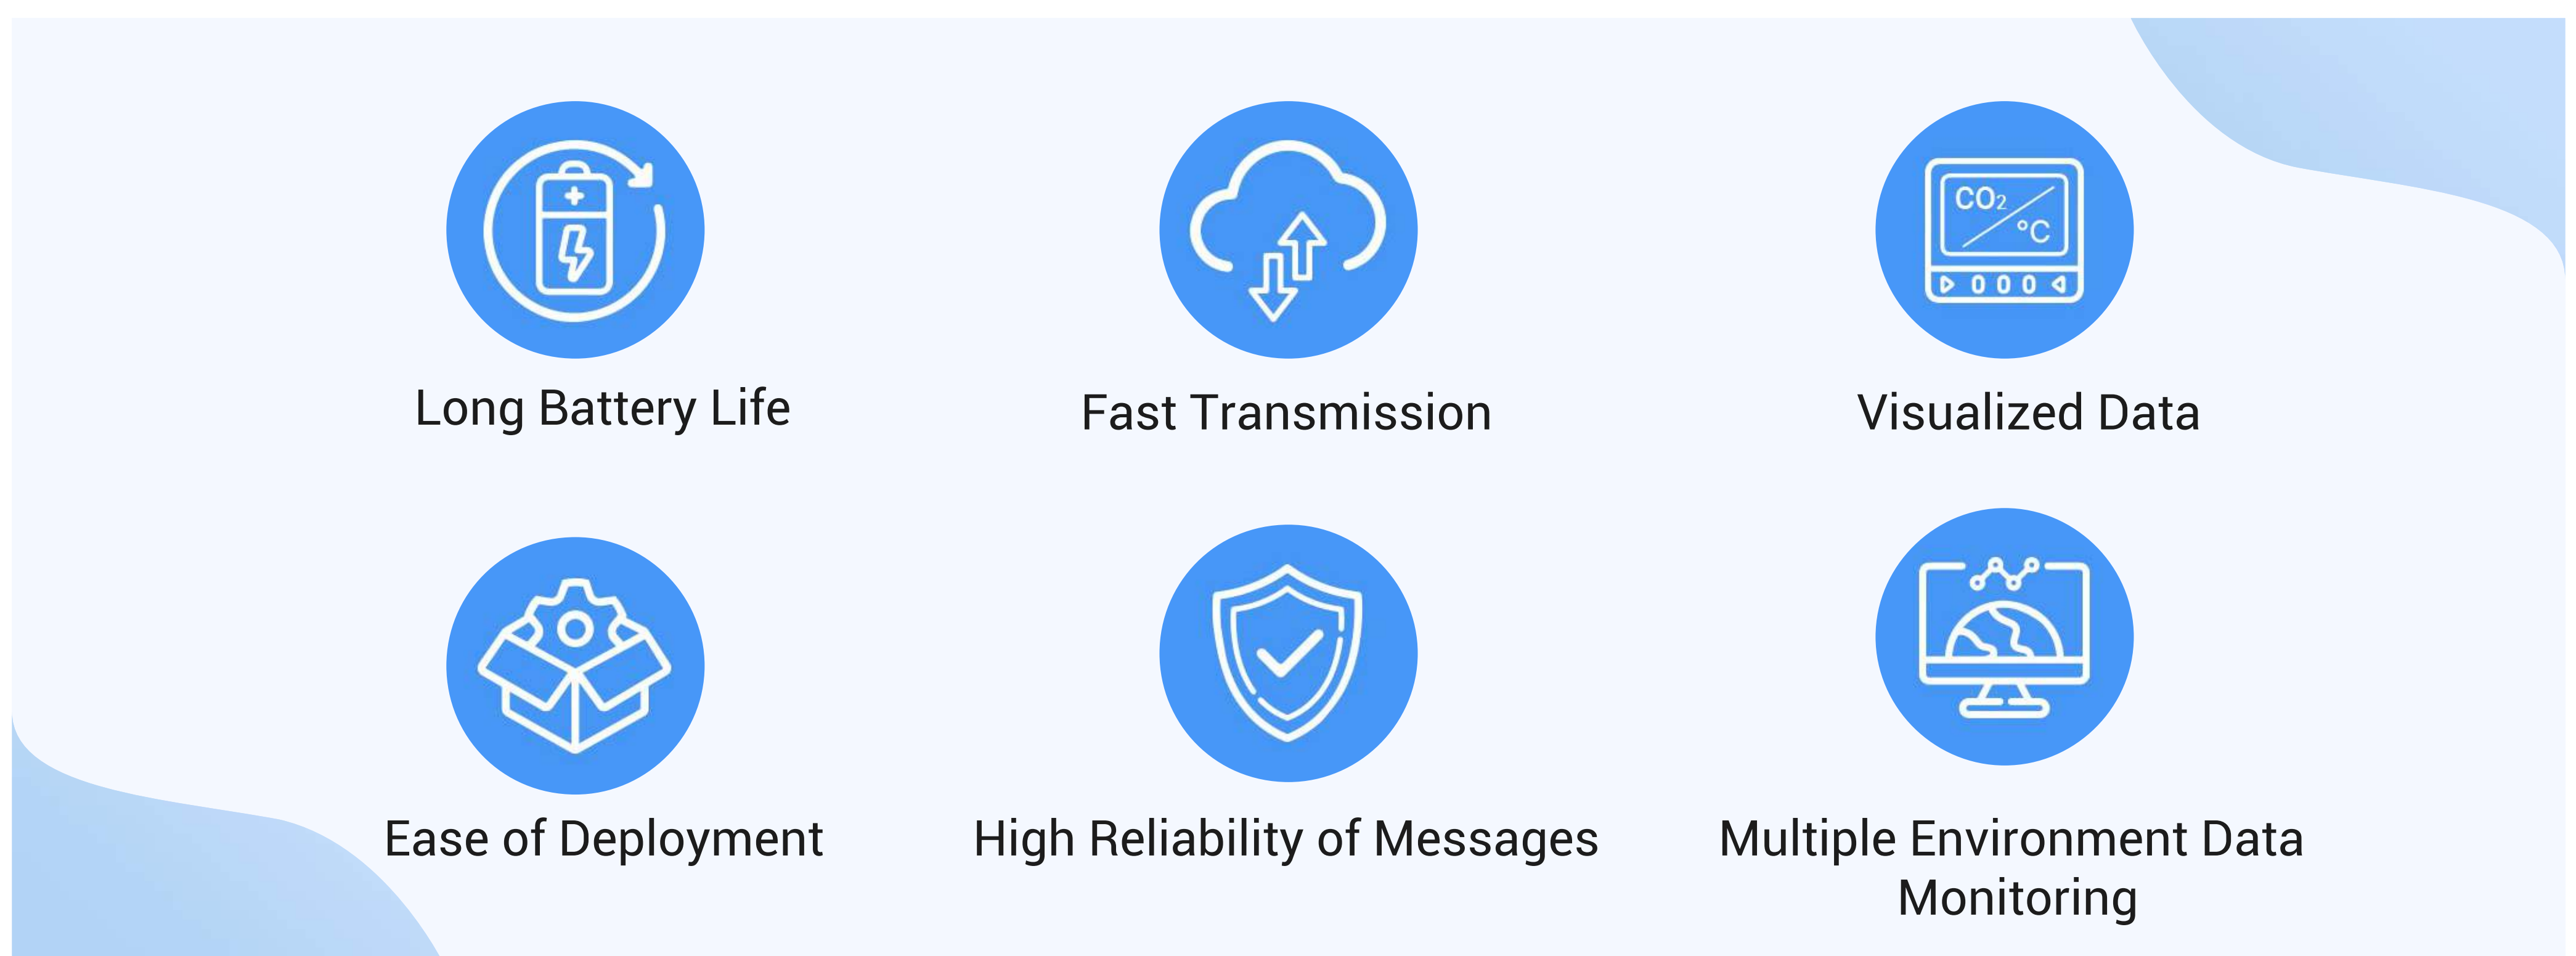 CO₂
°C
Long Battery Life
Fast Transmission
Visualized Data
Ease of Deployment
High Reliability of Messages
Multiple Environment Data
Monitoring